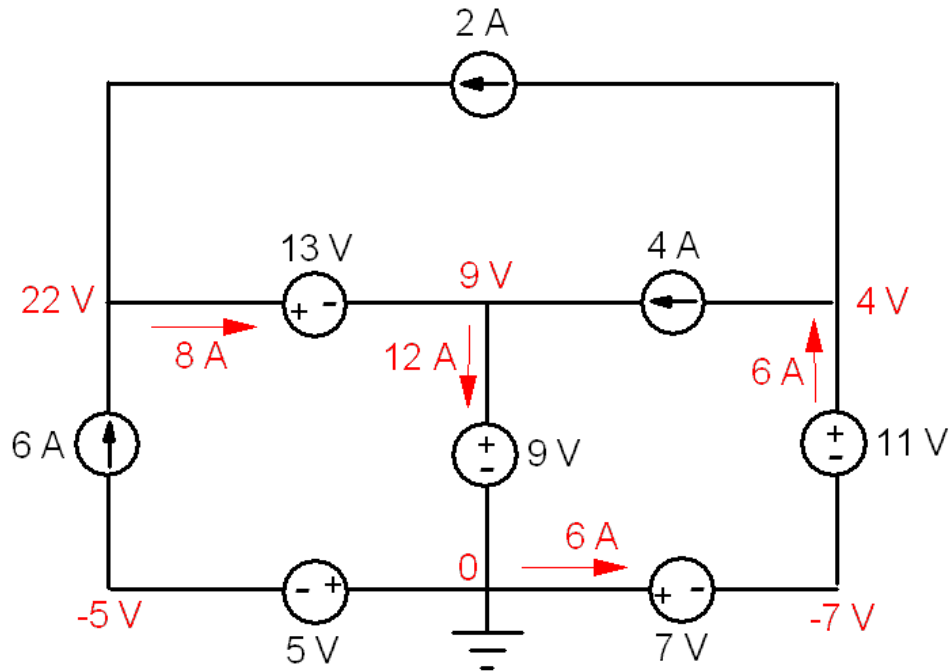 2 A
13 V
4 A
9 V
22 V
4 V
+ -
8 A
12 A
6 A
6 A
+
-
9 V
+
-
11 V
6 A
0
- +
+ -
-5 V
5 V
7 V
-7 V